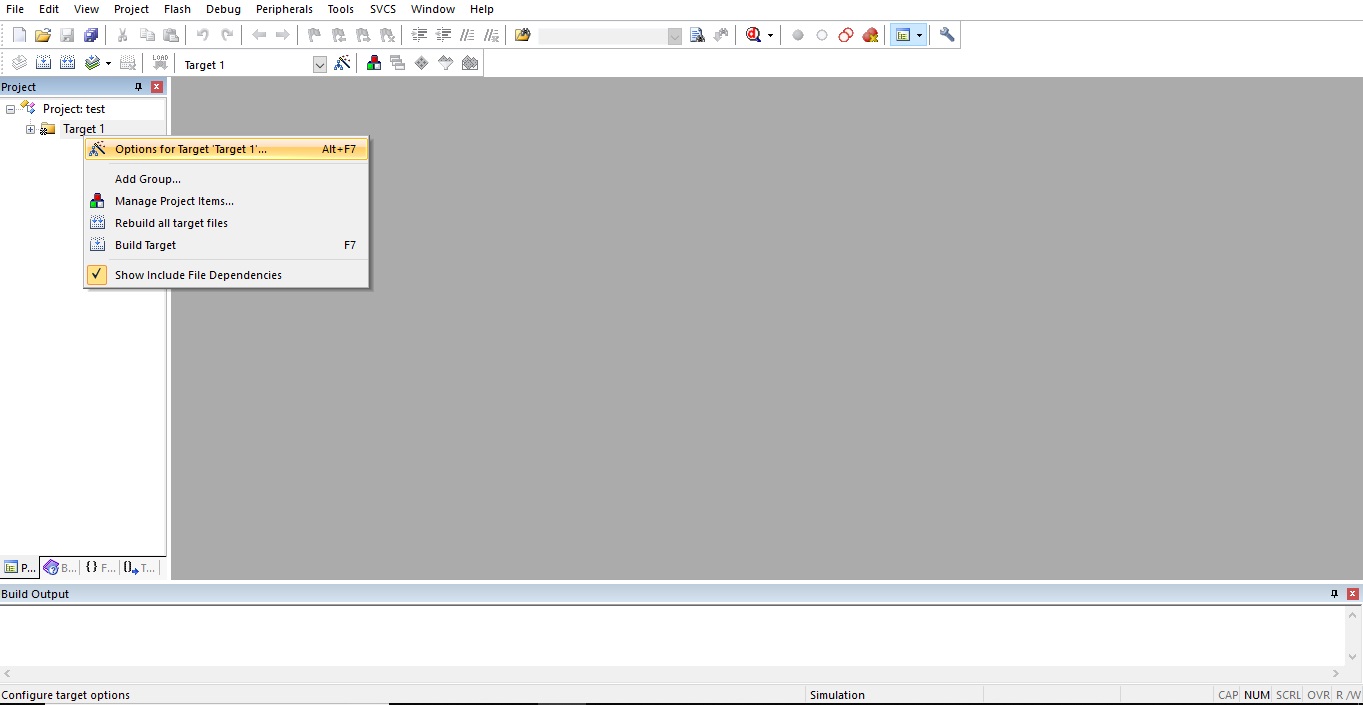 File Edit View Project Flash Debug Peripherals Tools SVCS Window Help
LOAD Target 1
Project
Project: test
Target 1
Options for Target 'Target 1'... Alt+F7
Add Group...
Manage Project Items...
Rebuild all target files
Build Target F7
Show Include File Dependencies
P... B... {} F... 0 T...
Build Output
Configure target options Simulation CAP NUM SCRL OVR R/W